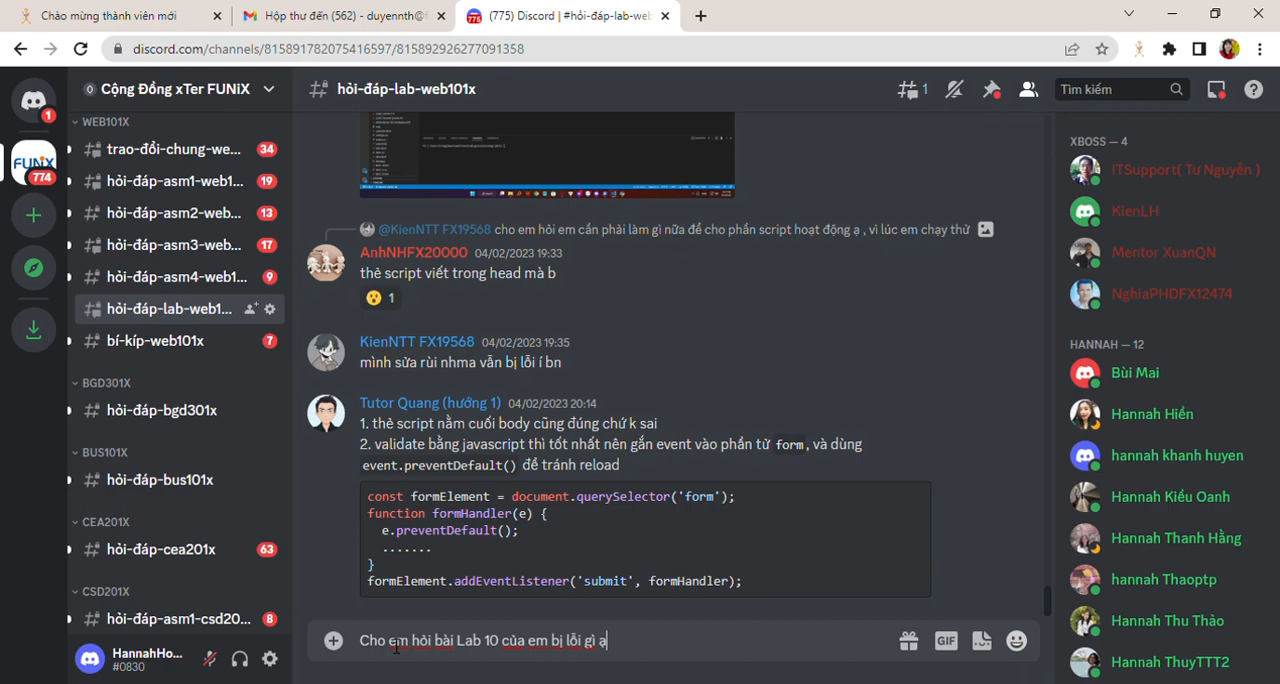 Chào mừng thành viên mới
Hộp thư đến (562) - duyennth@f
(775) Discord | #hỏi-đáp-lab-web
discord.com/channels/815891782075416597/815892926277091358
Cộng Đồng xTer FUNiX
hỏi-đáp-lab-web101x
1
Tìm kiếm
1
FUNiX
774
WEB101X
trao-đổi-chung-we... 34
hỏi-đáp-asm1-web1... 19
hỏi-đáp-asm2-web... 13
hỏi-đáp-asm3-web... 17
hỏi-đáp-asm4-web1... 9
hỏi-đáp-lab-web1...
bí-kíp-web101x 7
BGD301X
hỏi-đáp-bgd301x
BUS101X
hỏi-đáp-bus101x
CEA201X
hỏi-đáp-cea201x 63
CSD201X
hỏi-đáp-asm1-csd20... 8
HannahHo...
#0830
@KienNTT FX19568 cho em hỏi em cần phải làm gì nữa để cho phần script hoạt động ạ , vì lúc em chạy thử
AnhNHFX20000 04/02/2023 19:33
thẻ script viết trong head mà b
1
KienNTT FX19568 04/02/2023 19:35
mình sửa rùi nhma vẫn bị lỗi í bn
Tutor Quang (hướng 1) 04/02/2023 20:14
1. thẻ script nằm cuối body cũng đúng chứ k sai
2. validate bằng javascript thì tốt nhất nên gắn event vào phần tử form, và dùng
event.preventDefault() để tránh reload
const formElement = document.querySelector('form');
function formHandler(e) {
e.preventDefault();
.......
}
formElement.addEventListener('submit', formHandler);
Cho em hỏi bài Lab 10 của em bị lỗi gì ạ
GIF
XBOSS — 4
ITSupport( Tư Nguyễn )
KienLH
Mentor XuanQN
NghiaPHDFX12474
HANNAH — 12
Bùi Mai
Hannah Hiền
hannah khanh huyen
Hannah Kiều Oanh
Hannah Thanh Hằng
hannah Thaoptp
Hannah Thu Thảo
Hannah ThuyTTT2